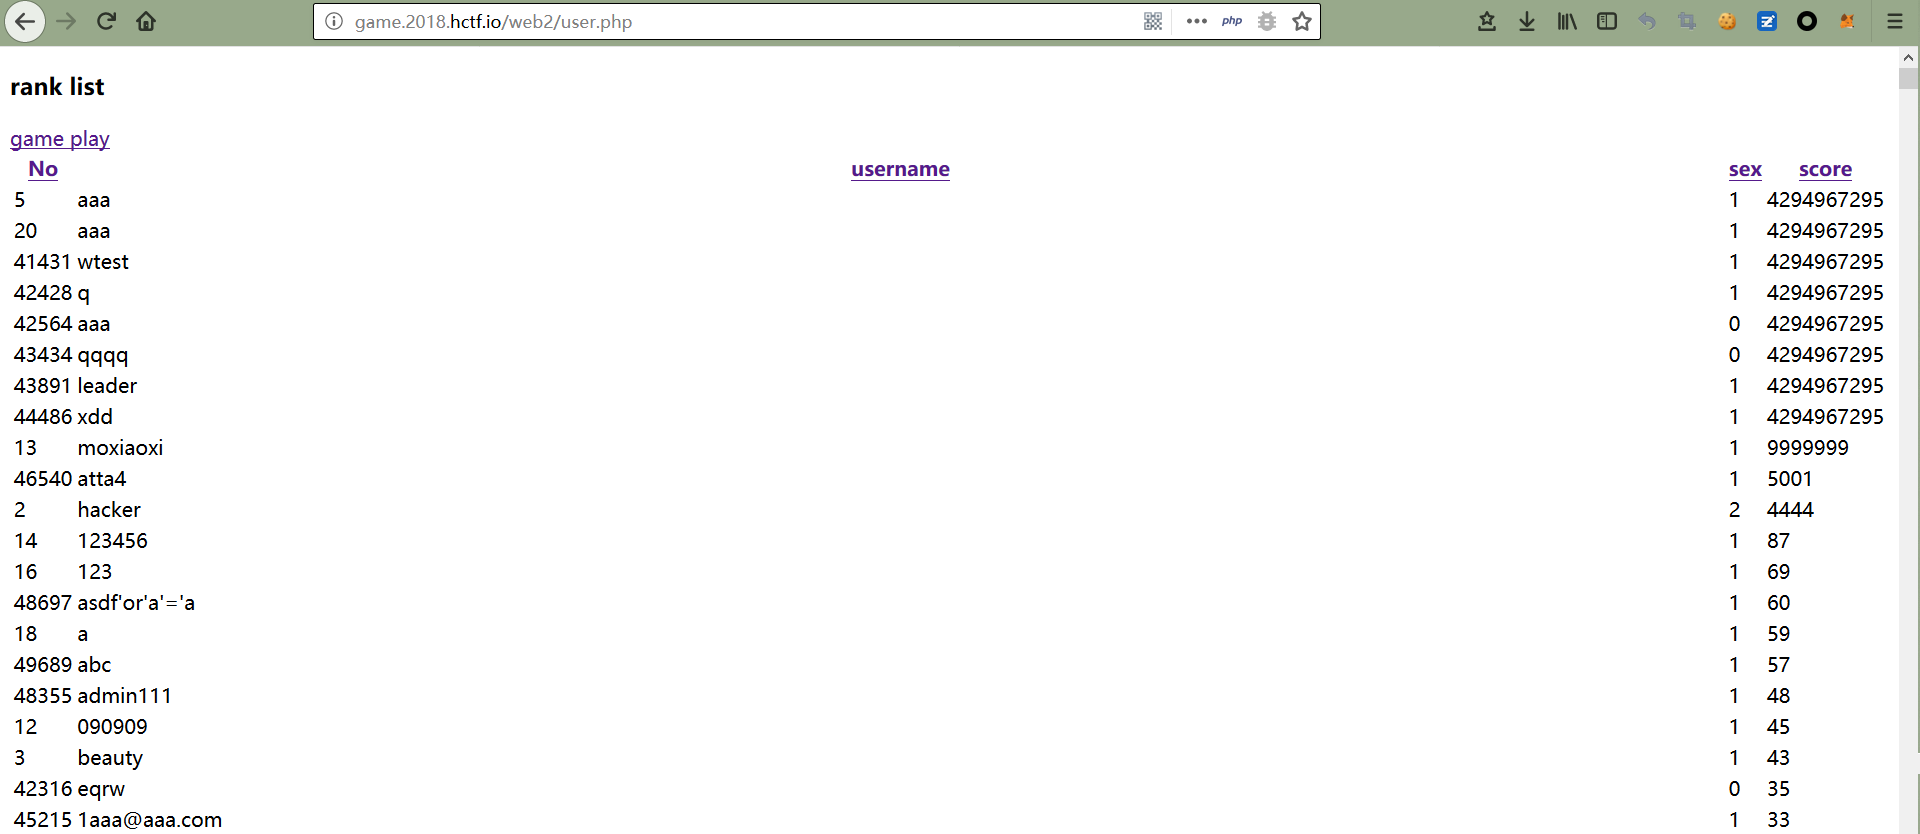 game.2018.hctf.io/web2/user.php
php
rank list
game play
No username sex score
5 aaa 1 4294967295
20 aaa 1 4294967295
41431 wtest 1 4294967295
42428 q 1 4294967295
42564 aaa 0 4294967295
43434 qqqq 0 4294967295
43891 leader 1 4294967295
44486 xdd 1 4294967295
13 moxiaoxi 1 9999999
46540 atta4 1 5001
2 hacker 2 4444
14 123456 1 87
16 123 1 69
48697 asdf'or'a'='a 1 60
18 a 1 59
49689 abc 1 57
48355 admin111 1 48
12 090909 1 45
3 beauty 1 43
42316 eqrw 0 35
45215 1aaa@aaa.com 1 33